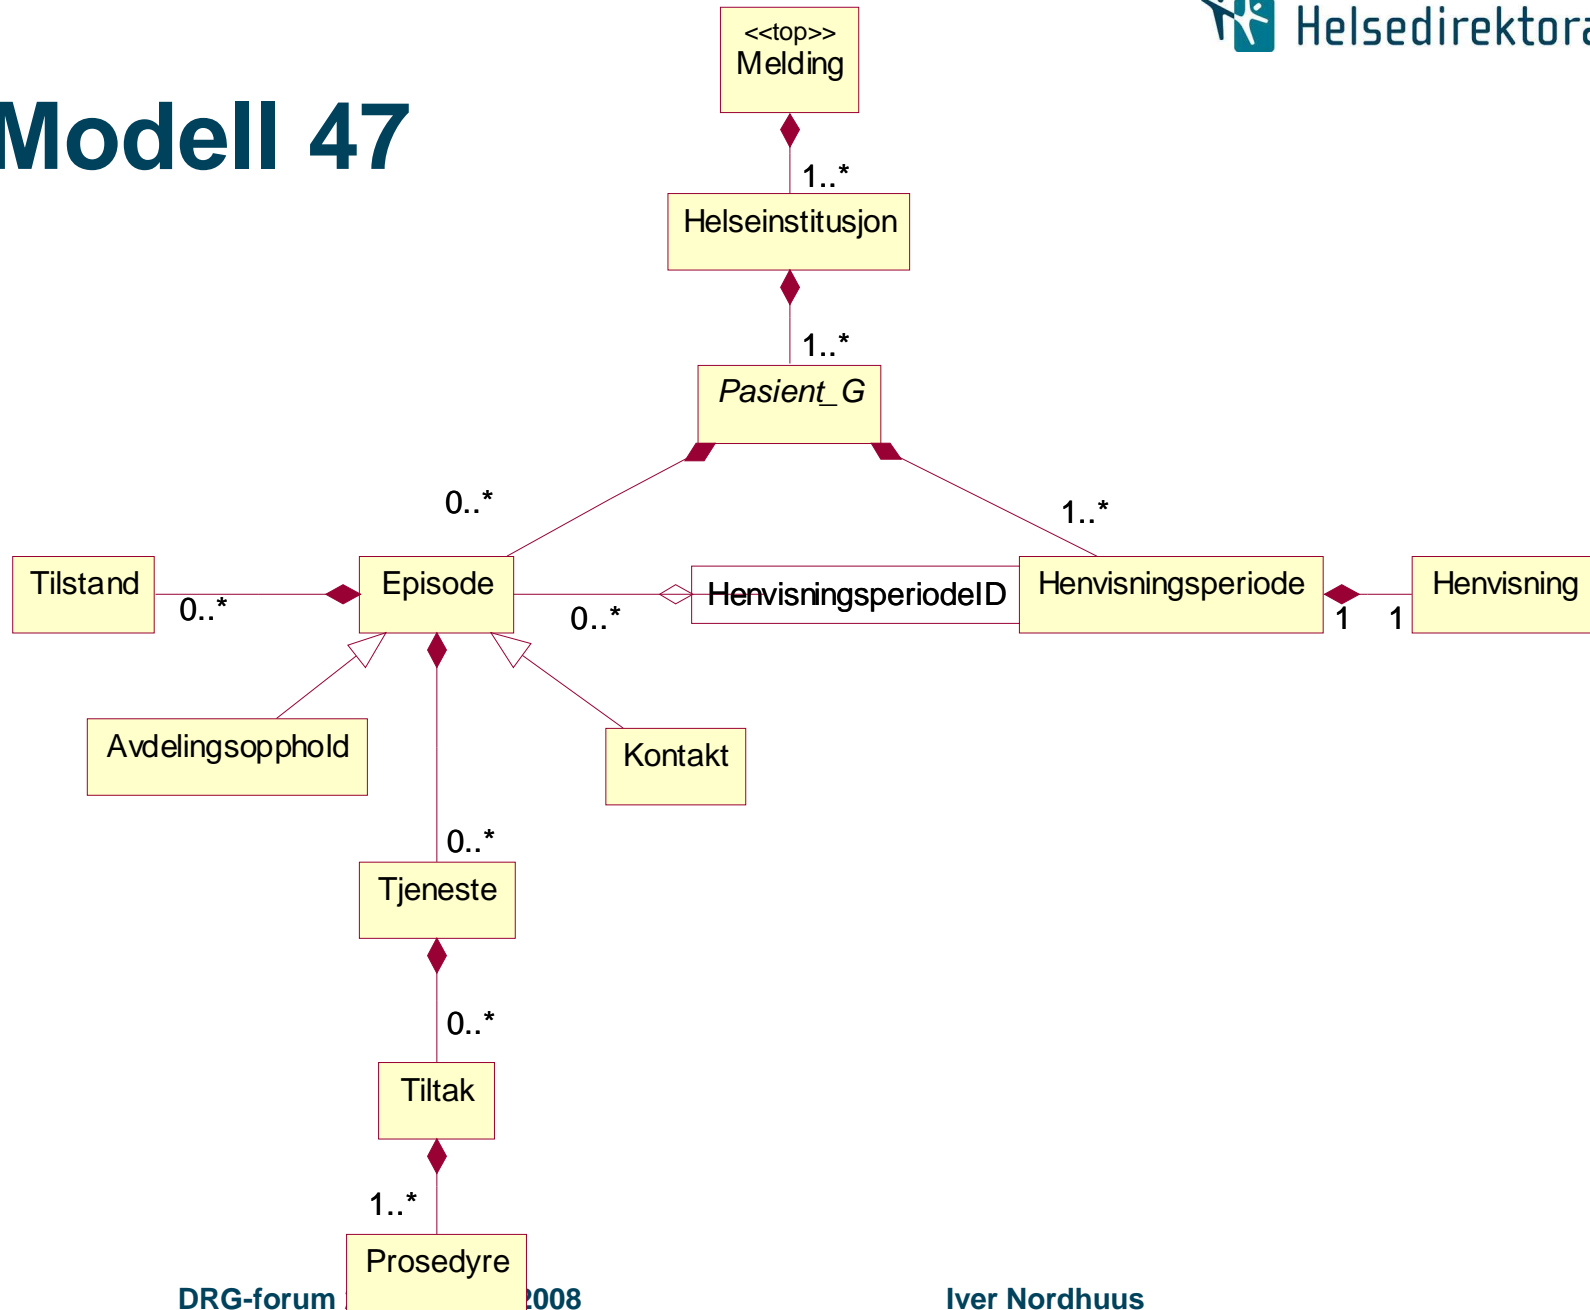 Helsedirektora
Modell 47
<<top>>
Melding
1..*
Helseinstitusjon
1..*
Pasient_G
0..*
1..*
Tilstand
0..*
Episode
0..*
HenvisningsperiodeID
Henvisningsperiode
1
1
Henvisning
Avdelingsopphold
Kontakt
0..*
Tjeneste
0..*
Tiltak
1..*
Prosedyre
DRG-forum 2008
Iver Nordhuus